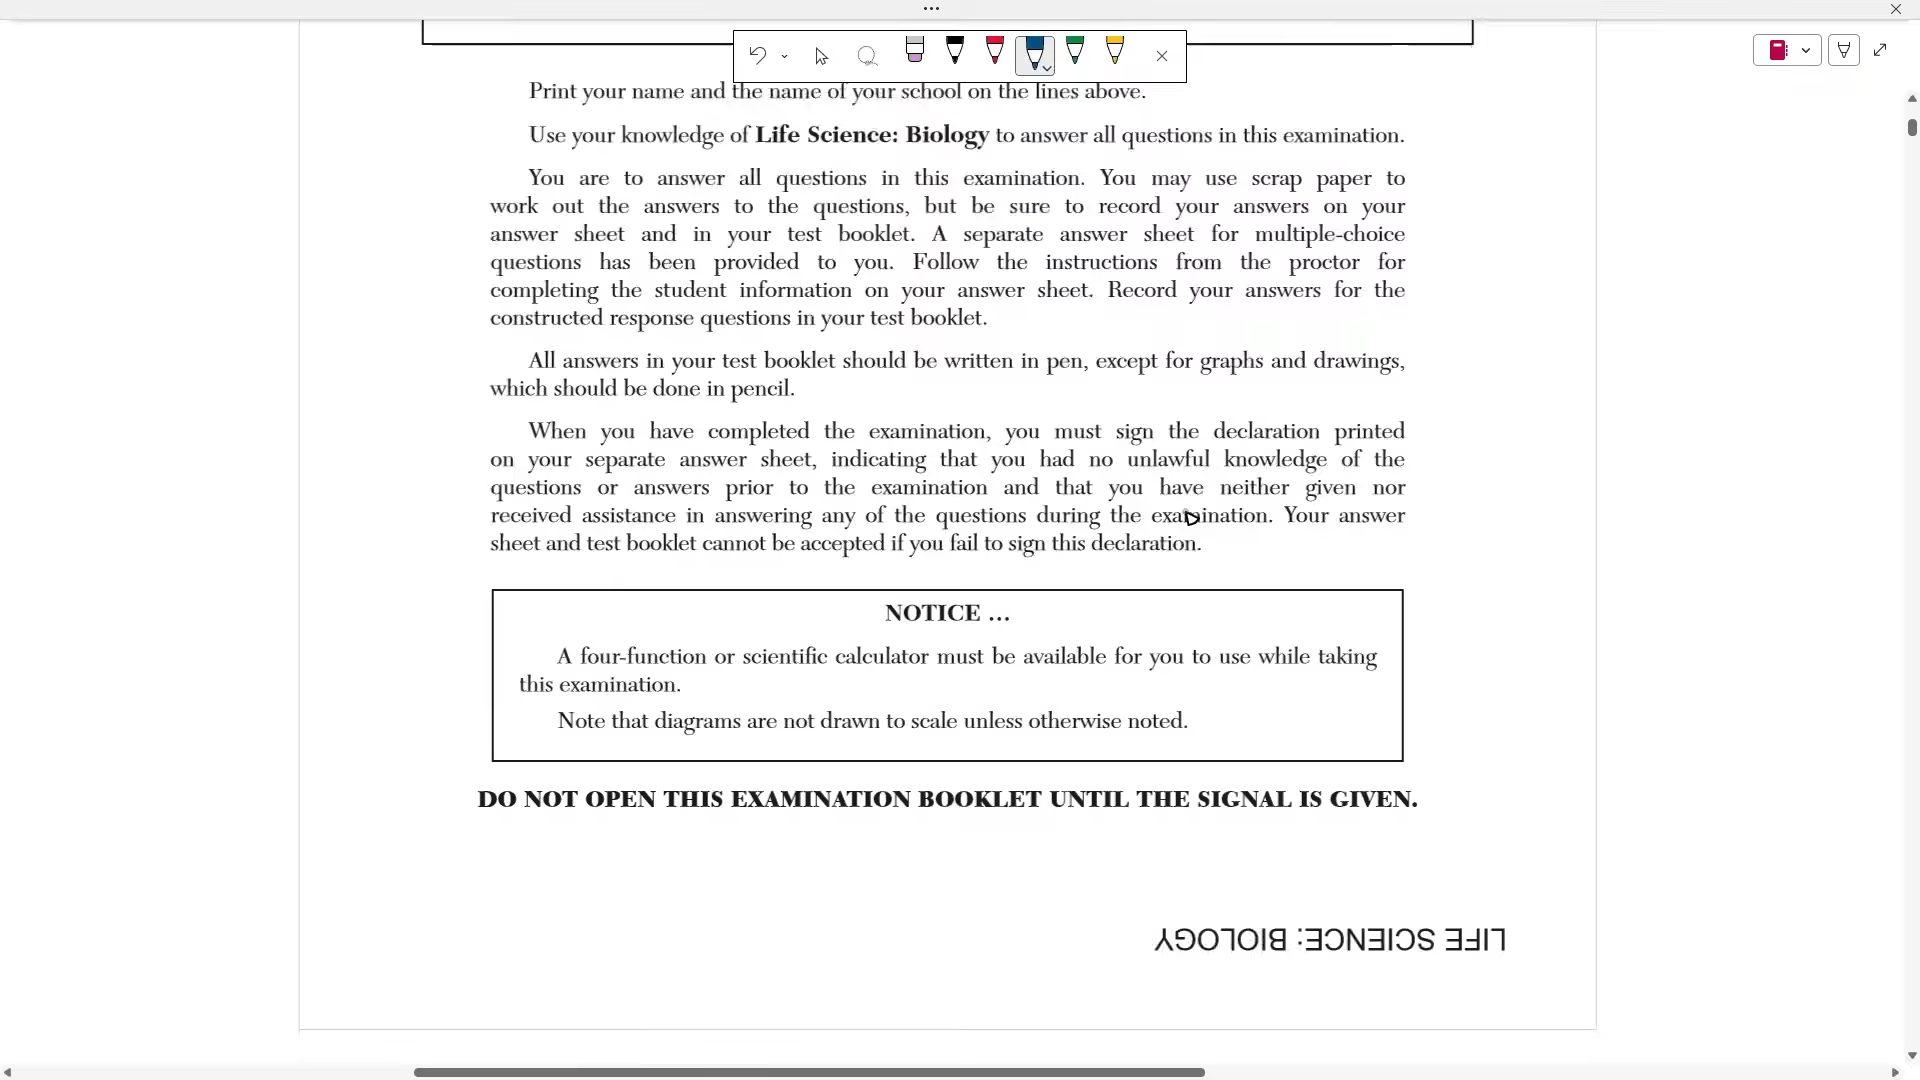 Print your name and the name of your school on the lines above.
Use your knowledge of Life Science: Biology to answer all questions in this examination.
You are to answer all questions in this examination. You may use scrap paper to
work out the answers to the questions, but be sure to record your answers on your
answer sheet and in your test booklet. A separate answer sheet for multiple-choice
questions has been provided to you. Follow the instructions from the proctor for
completing the student information on your answer sheet. Record your answers for the
constructed response questions in your test booklet.
All answers in your test booklet should be written in pen, except for graphs and drawings,
which should be done in pencil.
When you have completed the examination, you must sign the declaration printed
on your separate answer sheet, indicating that you had no unlawful knowledge of the
questions or answers prior to the examination and that you have neither given nor
received assistance in answering any of the questions during the examination. Your answer
sheet and test booklet cannot be accepted if you fail to sign this declaration.
NOTICE …
A four-function or scientific calculator must be available for you to use while taking
this examination.
Note that diagrams are not drawn to scale unless otherwise noted.
DO NOT OPEN THIS EXAMINATION BOOKLET UNTIL THE SIGNAL IS GIVEN.
LIFE SCIENCE: BIOLOGY